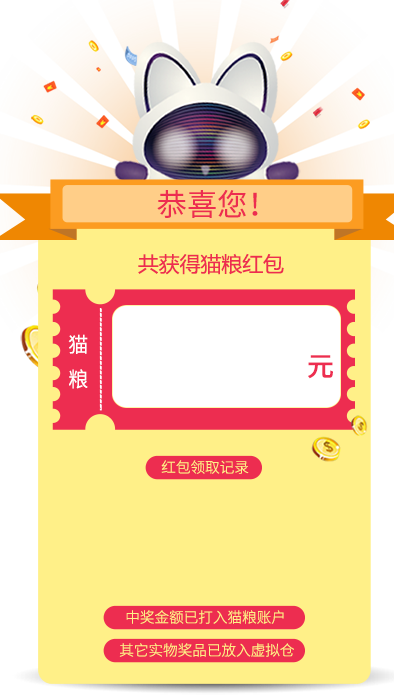 恭喜您！
共获得猫粮红包
猫粮
元
红包领取记录
中奖金额已打入猫粮账户
其它实物奖品已放入虚拟仓